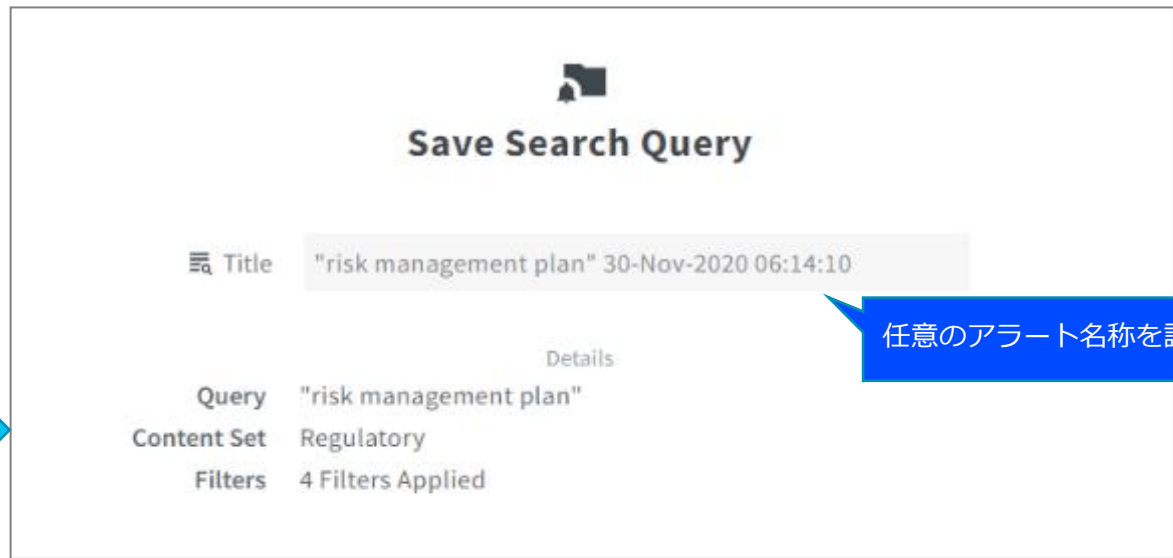 Save Search Query
Title "risk management plan" 30-Nov-2020 06:14:10
任意のアラート名称を
Details
Query "risk management plan"
Content Set Regulatory
Filters 4 Filters Applied